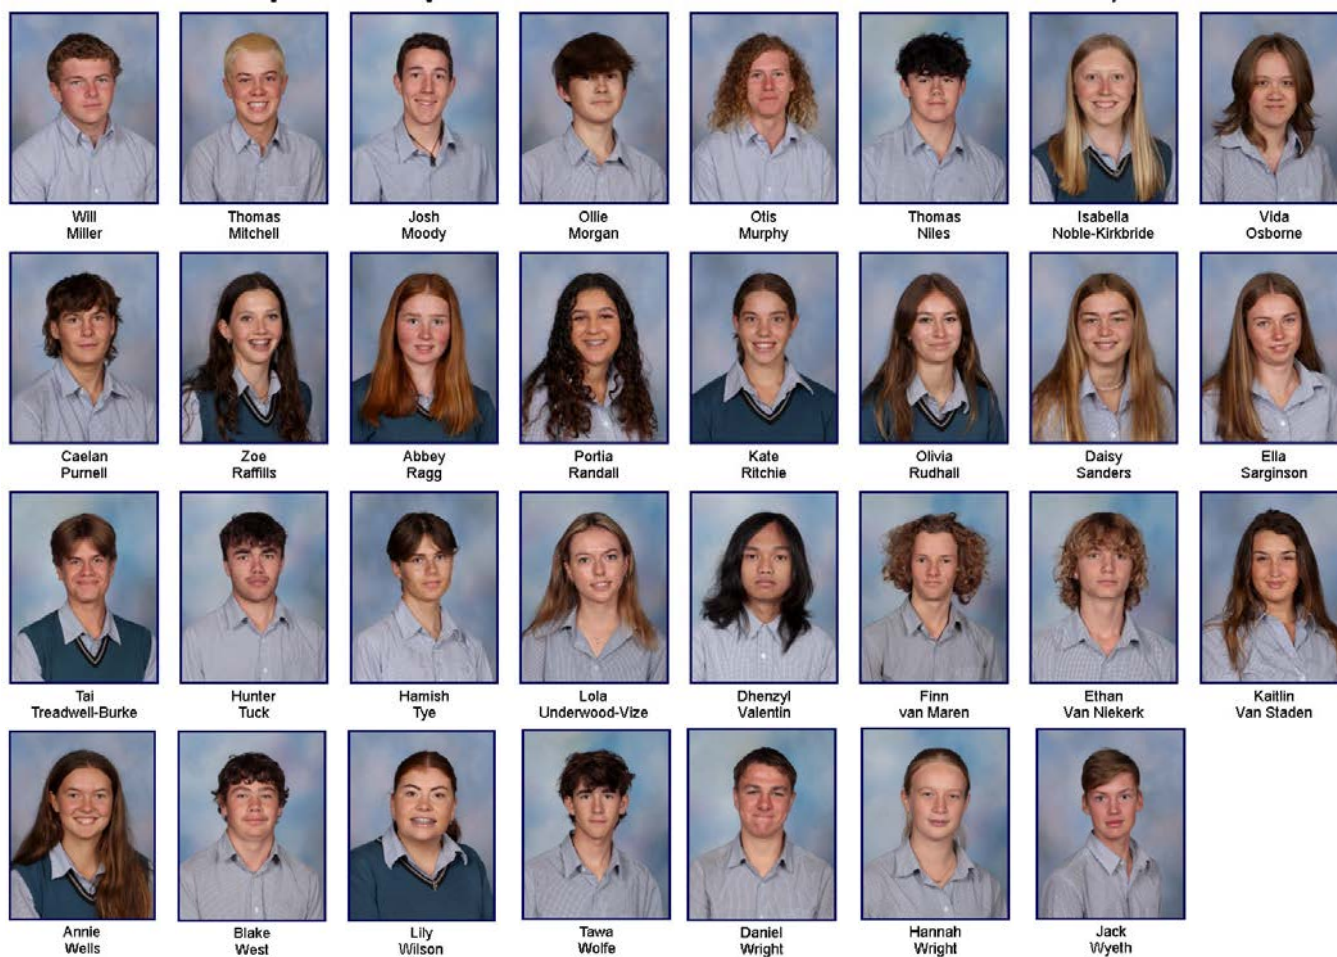 Will
Miller
Thomas
Mitchell
Josh
Moody
Ollie
Morgan
Otis
Murphy
Thomas
Niles
Isabella
Noble-Kirkbride
Vida
Osborne
Caelan
Purnell
Zoe
Raffills
Abbey
Ragg
Portia
Randall
Kate
Ritchie
Olivia
Rudhall
Daisy
Sanders
Ella
Sarginson
Tai
Treadwell-Burke
Hunter
Tuck
Hamish
Tye
Lola
Underwood-Vize
Dhenzyl
Valentin
Finn
van Maren
Ethan
Van Niekerk
Kaitlin
Van Staden
Annie
Wells
Blake
West
Lily
Wilson
Tawa
Wolfe
Daniel
Wright
Hannah
Wright
Jack
Wyeth